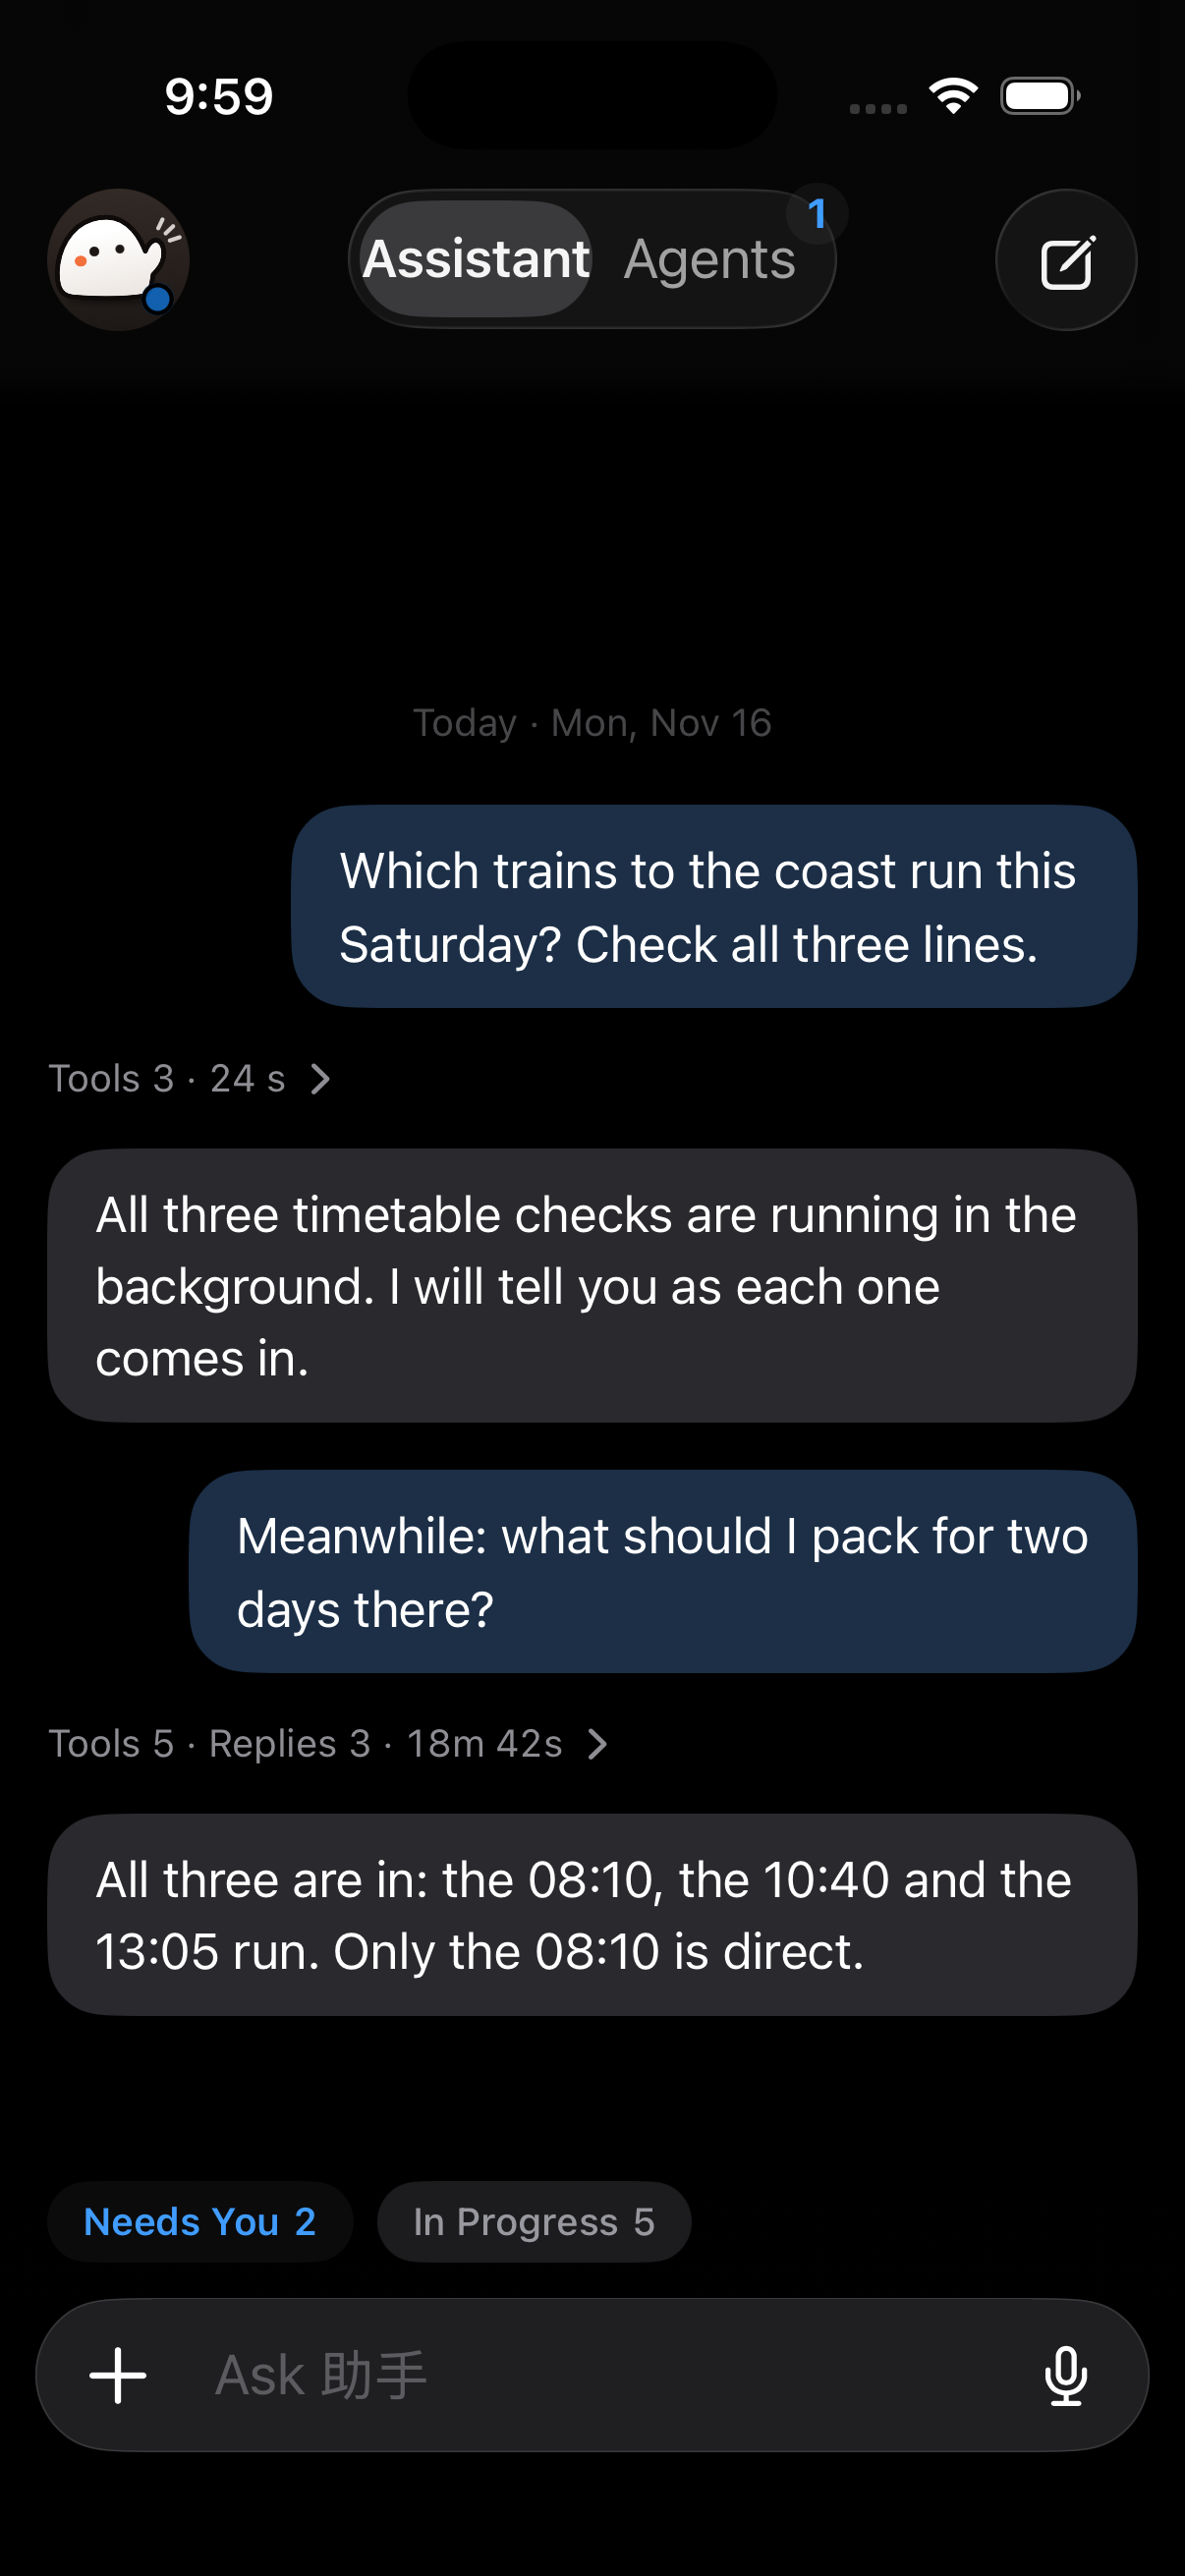 9:59
Assistant
Agents
1
Today · Mon, Nov 16
Which trains to the coast run this
Saturday? Check all three lines.
Tools 3 · 24 s
All three timetable checks are running in the
background. I will tell you as each one
comes in.
Meanwhile: what should I pack for two
days there?
Tools 5 · Replies 3 · 18m 42s
All three are in: the 08:10, the 10:40 and the
13:05 run. Only the 08:10 is direct.
Needs You 2
In Progress 5
Ask 助手